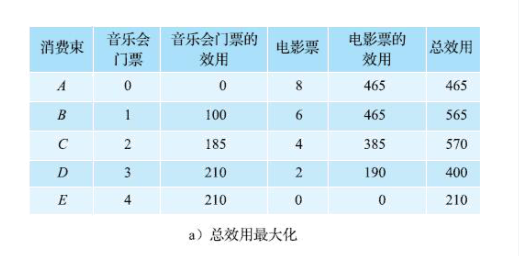 消费束 音乐会门票 音乐会门票的效用 电影票 电影票的效用 总效用
A 0 0 8 465 465
B 1 100 6 465 565
C 2 185 4 385 570
D 3 210 2 190 400
E 4 210 0 0 210
a）总效用最大化